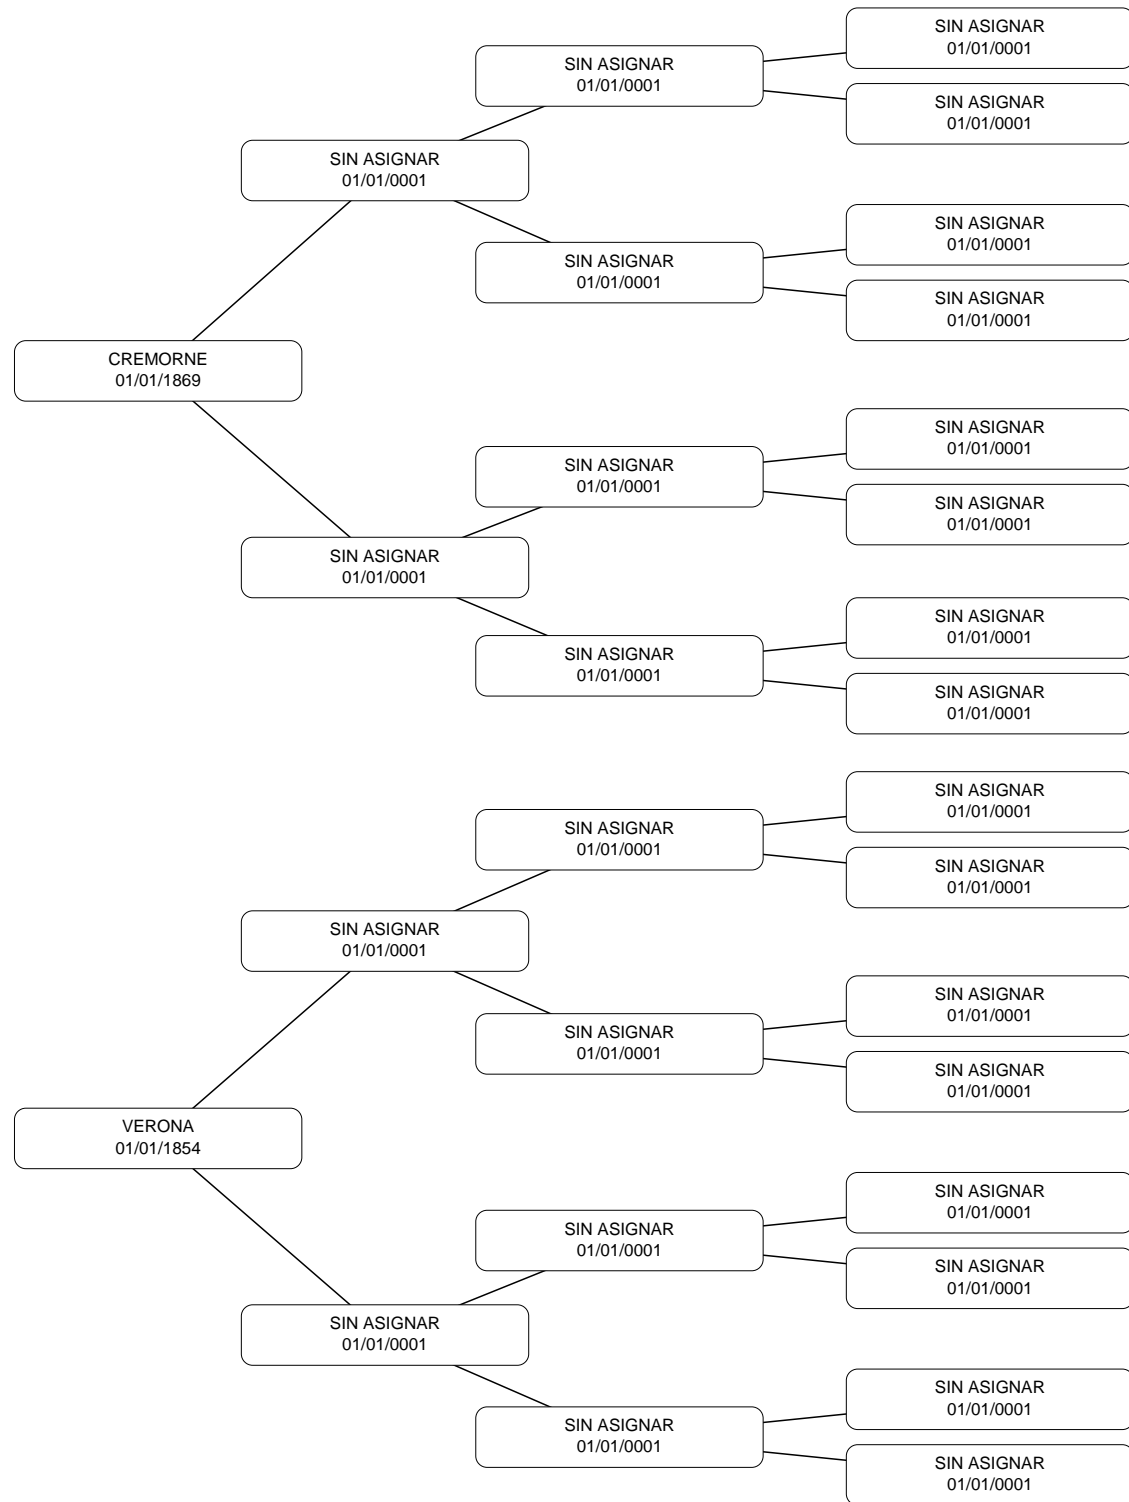 SIN ASIGNAR
01/01/0001
SIN ASIGNAR
01/01/0001
SIN ASIGNAR
01/01/0001
SIN ASIGNAR
01/01/0001
SIN ASIGNAR
01/01/0001
SIN ASIGNAR
01/01/0001
SIN ASIGNAR
01/01/0001
CREMORNE
01/01/1869
SIN ASIGNAR
01/01/0001
SIN ASIGNAR
01/01/0001
SIN ASIGNAR
01/01/0001
SIN ASIGNAR
01/01/0001
SIN ASIGNAR
01/01/0001
SIN ASIGNAR
01/01/0001
SIN ASIGNAR
01/01/0001
SIN ASIGNAR
01/01/0001
SIN ASIGNAR
01/01/0001
SIN ASIGNAR
01/01/0001
SIN ASIGNAR
01/01/0001
SIN ASIGNAR
01/01/0001
SIN ASIGNAR
01/01/0001
SIN ASIGNAR
01/01/0001
VERONA
01/01/1854
SIN ASIGNAR
01/01/0001
SIN ASIGNAR
01/01/0001
SIN ASIGNAR
01/01/0001
SIN ASIGNAR
01/01/0001
SIN ASIGNAR
01/01/0001
SIN ASIGNAR
01/01/0001
SIN ASIGNAR
01/01/0001